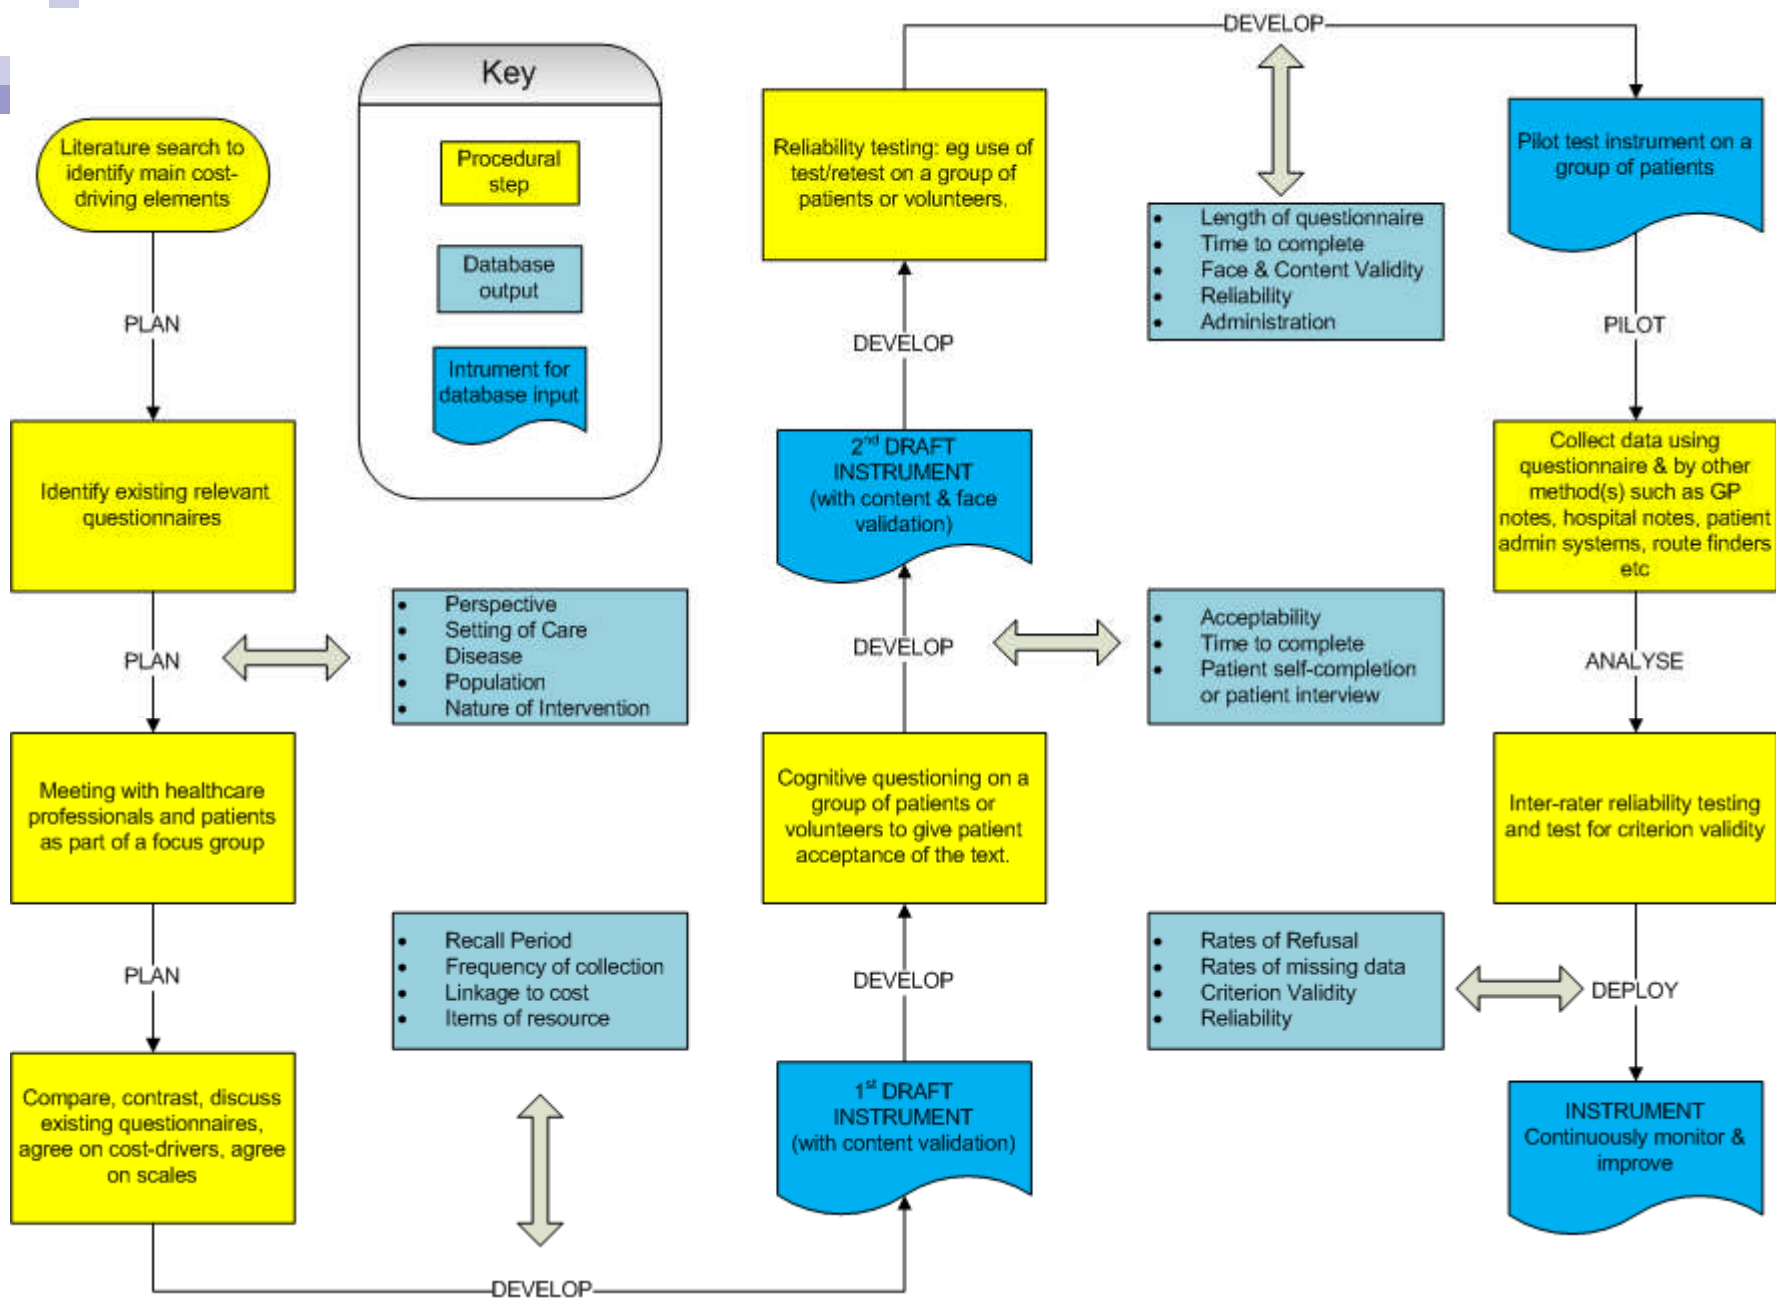 Literature search to
identify main cost-
driving elements
PLAN
Identify existing relevant
questionnaires
PLAN
Meeting with healthcare
professionals and patients
as part of a focus group
PLAN
Compare, contrast, discuss
existing questionnaires,
agree on cost-drivers, agree
on scales
Key
Procedural
step
Database
output
Intrument for
database input
• Perspective
• Setting of Care
• Disease
• Population
• Nature of Intervention
• Recall Period
• Frequency of collection
• Linkage to cost
• Items of resource
DEVELOP
1st DRAFT
INSTRUMENT
(with content validation)
DEVELOP
Cognitive questioning on a
group of patients or
volunteers to give patient
acceptance of the text.
DEVELOP
2nd DRAFT
INSTRUMENT
(with content & face
validation)
DEVELOP
Reliability testing: eg use of
test/retest on a group of
patients or volunteers.
DEVELOP
• Length of questionnaire
• Time to complete
• Face & Content Validity
• Reliability
• Administration
• Acceptability
• Time to complete
• Patient self-completion
or patient interview
• Rates of Refusal
• Rates of missing data
• Criterion Validity
• Reliability
Pilot test instrument on a
group of patients
PILOT
Collect data using
questionnaire & by other
method(s) such as GP
notes, hospital notes, patient
admin systems, route finders
etc
ANALYSE
Inter-rater reliability testing
and test for criterion validity
DEPLOY
INSTRUMENT
Continuously monitor &
improve